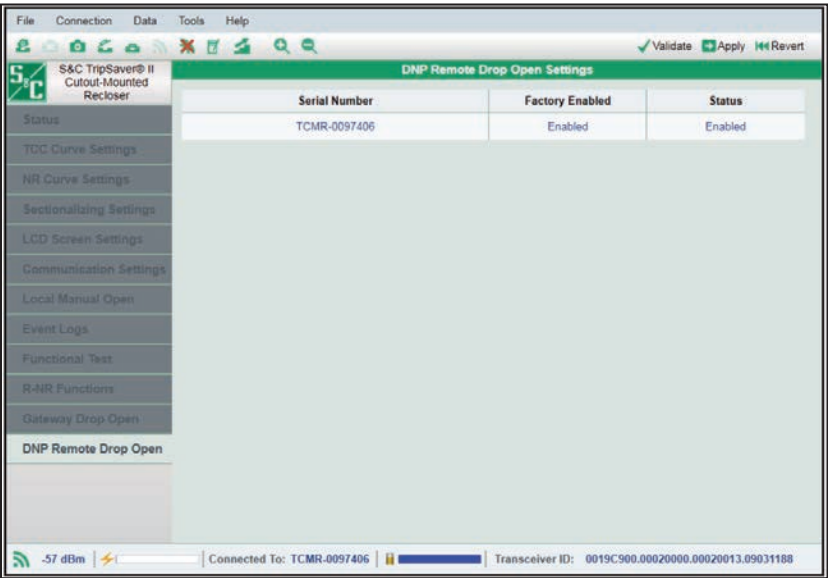 File Connection Data Tools Help
Validate Apply Revert
S&C
S&C TripSaver® II
Cutout-Mounted
Recloser
DNP Remote Drop Open Settings
Serial Number Factory Enabled Status
TCMR-0097406 Enabled Enabled
Status
TCC Curve Settings
NR Curve Settings
Sectionalizing Settings
LCD Screen Settings
Communication Settings
Local Manual Open
Event Logs
Functional Test
R-NR Functions
Gateway Drop Open
DNP Remote Drop Open
-57 dBm Connected To: TCMR-0097406 Transceiver ID: 0019C900.00020000.00020013.09031188